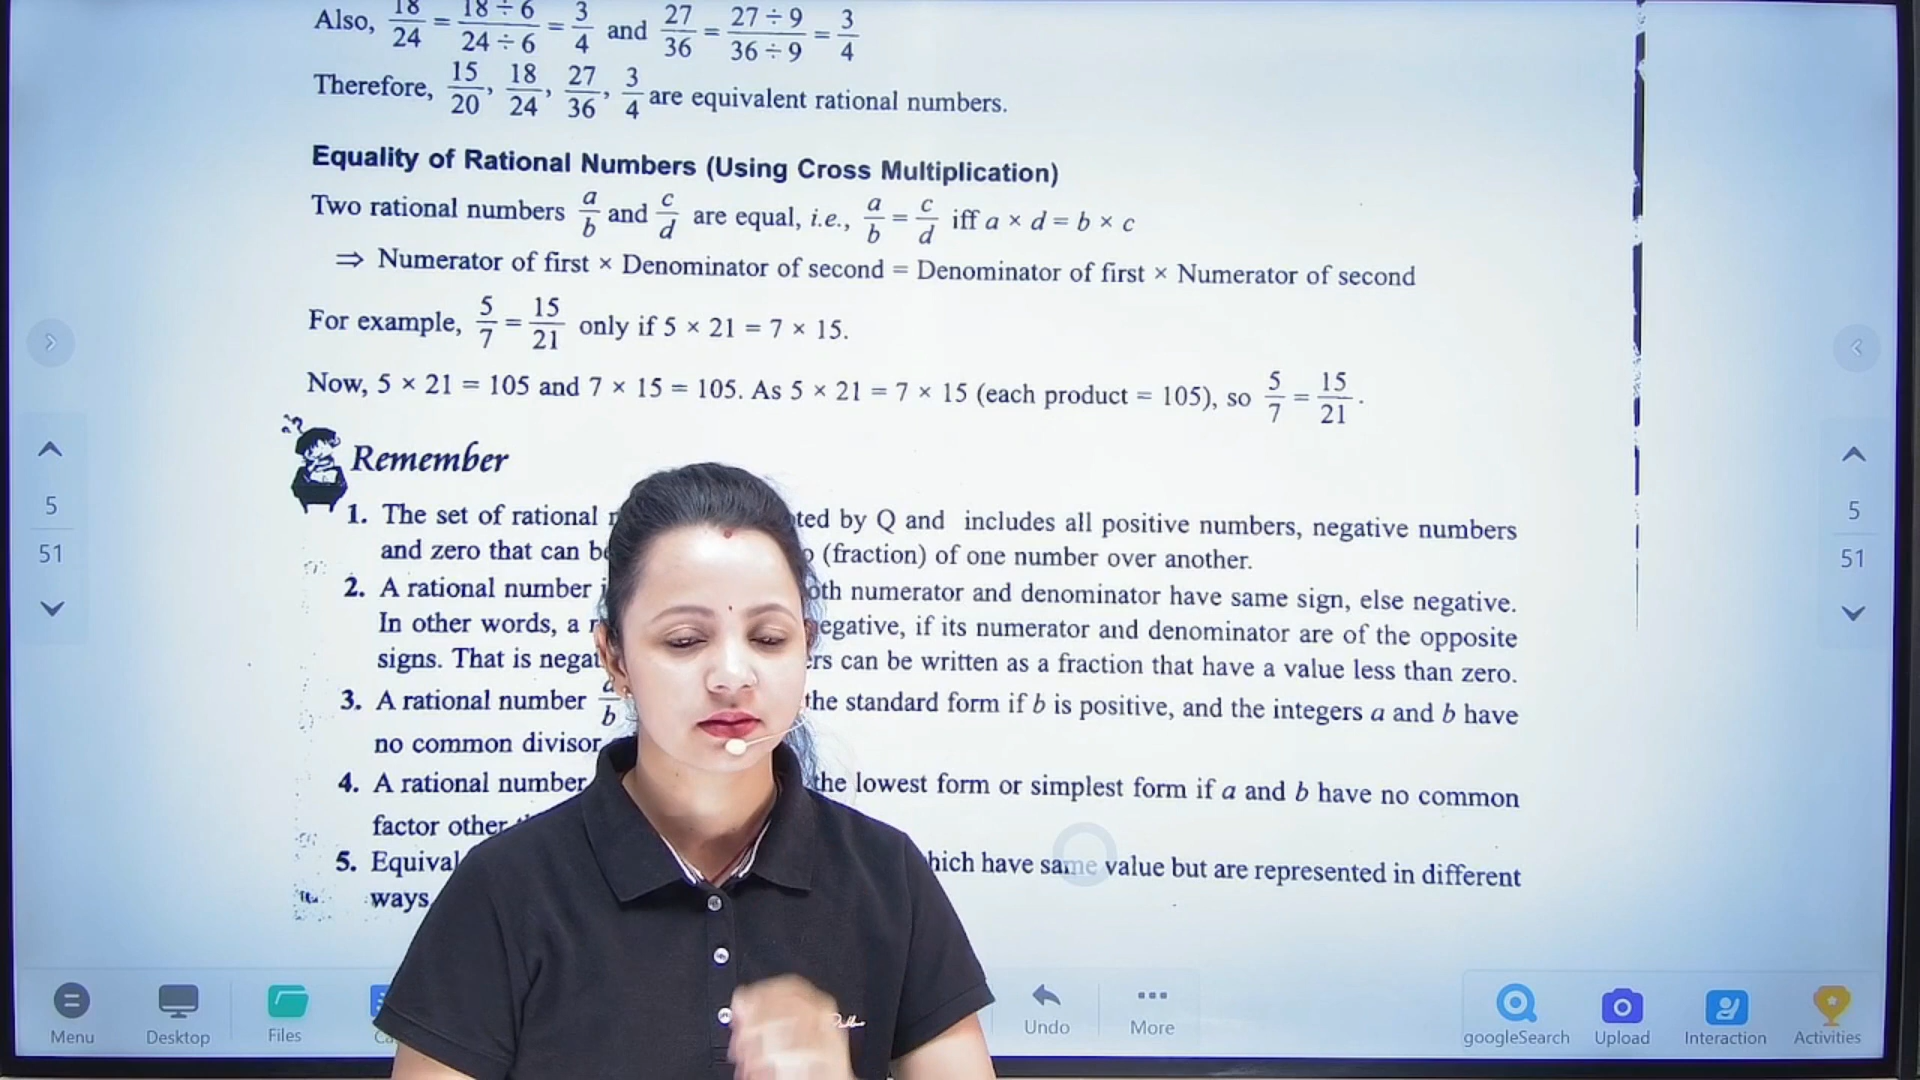 Also, 18/24 = 18 ÷ 6/24 ÷ 6 = 3/4 and 27/36 = 27 ÷ 9/36 ÷ 9 = 3/4
Therefore, 15/20, 18/24, 27/36, 3/4 are equivalent rational numbers.
Equality of Rational Numbers (Using Cross Multiplication)
Two rational numbers a/b and c/d are equal, i.e., a/b = c/d iff a × d = b × c
⇒ Numerator of first × Denominator of second = Denominator of first × Numerator of second
For example, 5/7 = 15/21 only if 5 × 21 = 7 × 15.
Now, 5 × 21 = 105 and 7 × 15 = 105. As 5 × 21 = 7 × 15 (each product = 105), so 5/7 = 15/21.
Remember
1. The set of rational by Q and includes all positive numbers, negative numbers
and zero that can (fraction) of one number over another.
2. A rational number numerator and denominator have same sign, else negative.
In other words, a negative, if its numerator and denominator are of the opposite
signs. That is can be written as a fraction that have a value less than zero.
3. A rational number a/b the standard form if b is positive, and the integers a and b have
no common divisor
4. A rational number the lowest form or simplest form if a and b have no common
factor other
5. which have same value but are represented in different
ways
5
51
5
51
Menu
Desktop
Files
Undo
More
googleSearch
Upload
Interaction
Activities